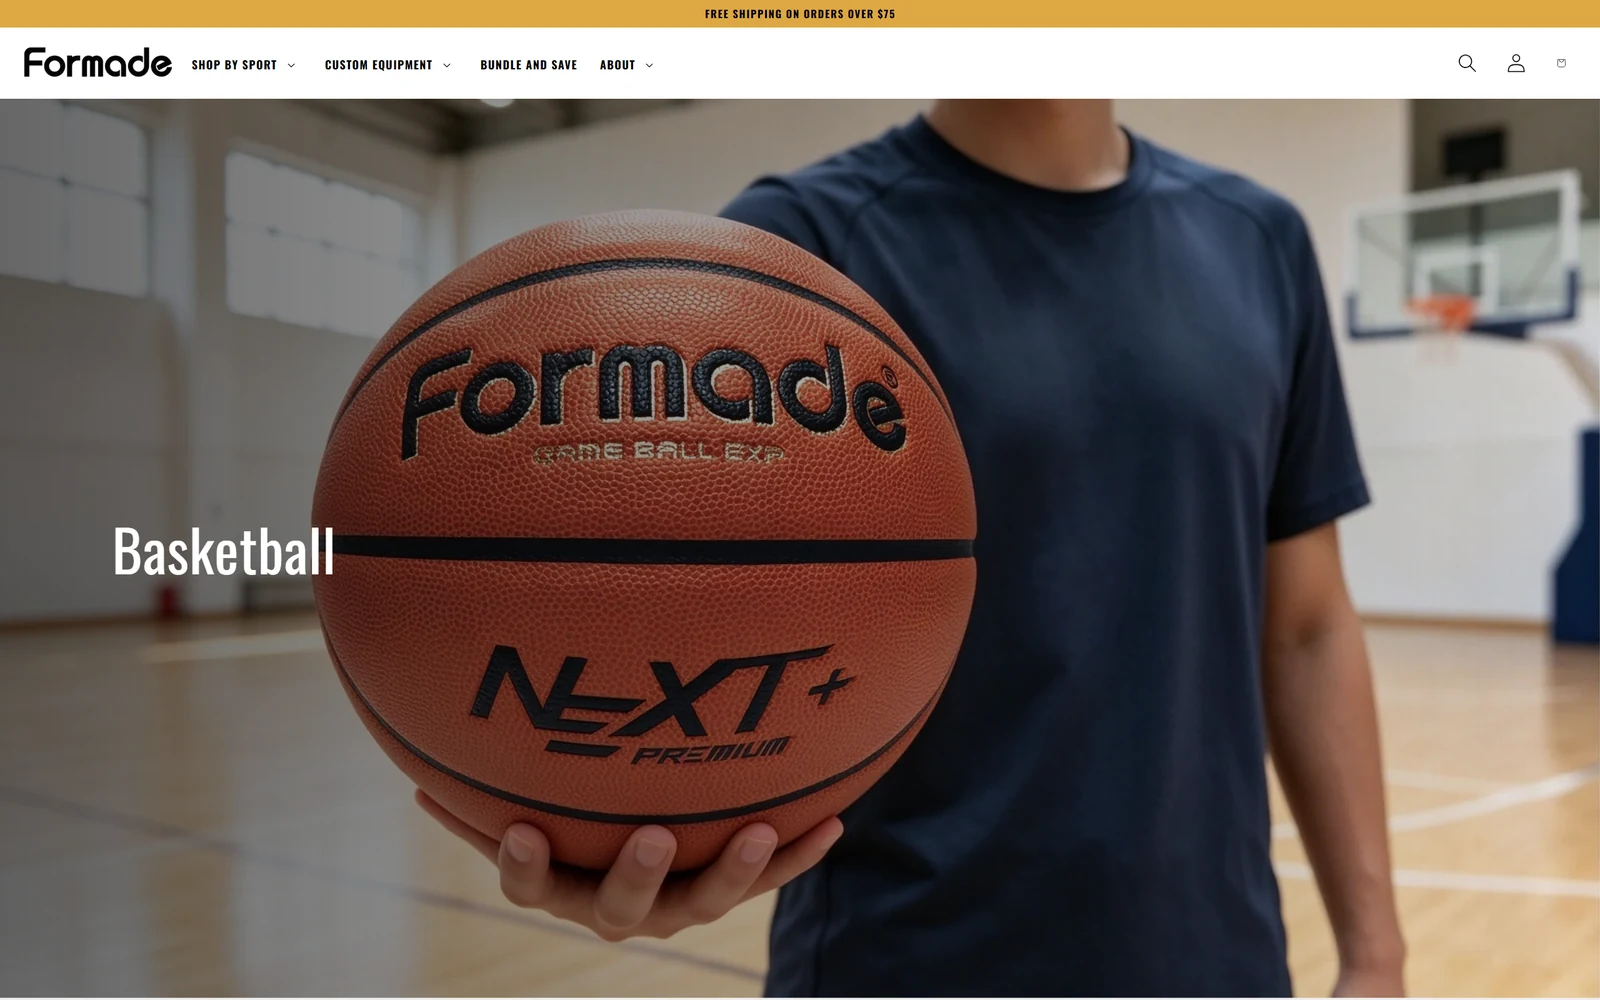 FREE SHIPPING ON ORDERS OVER $75
Formade
SHOP BY SPORT
CUSTOM EQUIPMENT
BUNDLE AND SAVE
ABOUT
Formade®
GAME BALL EXP
Basketball
NEXT+
PREMIUM